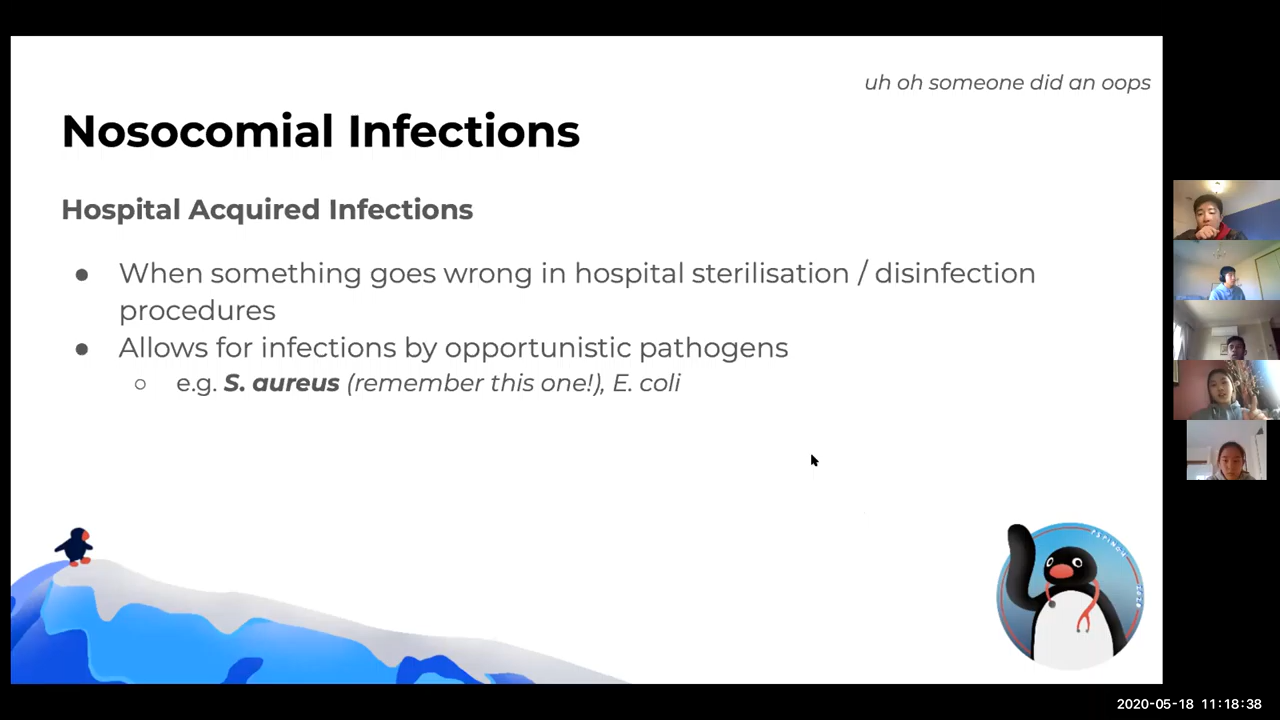 uh oh someone did an oops
Nosocomial Infections
Hospital Acquired Infections
● When something goes wrong in hospital sterilisation / disinfection
procedures
● Allows for infections by opportunistic pathogens
○ e.g. S. aureus (remember this one!), E. coli
2020-05-18 11:18:38